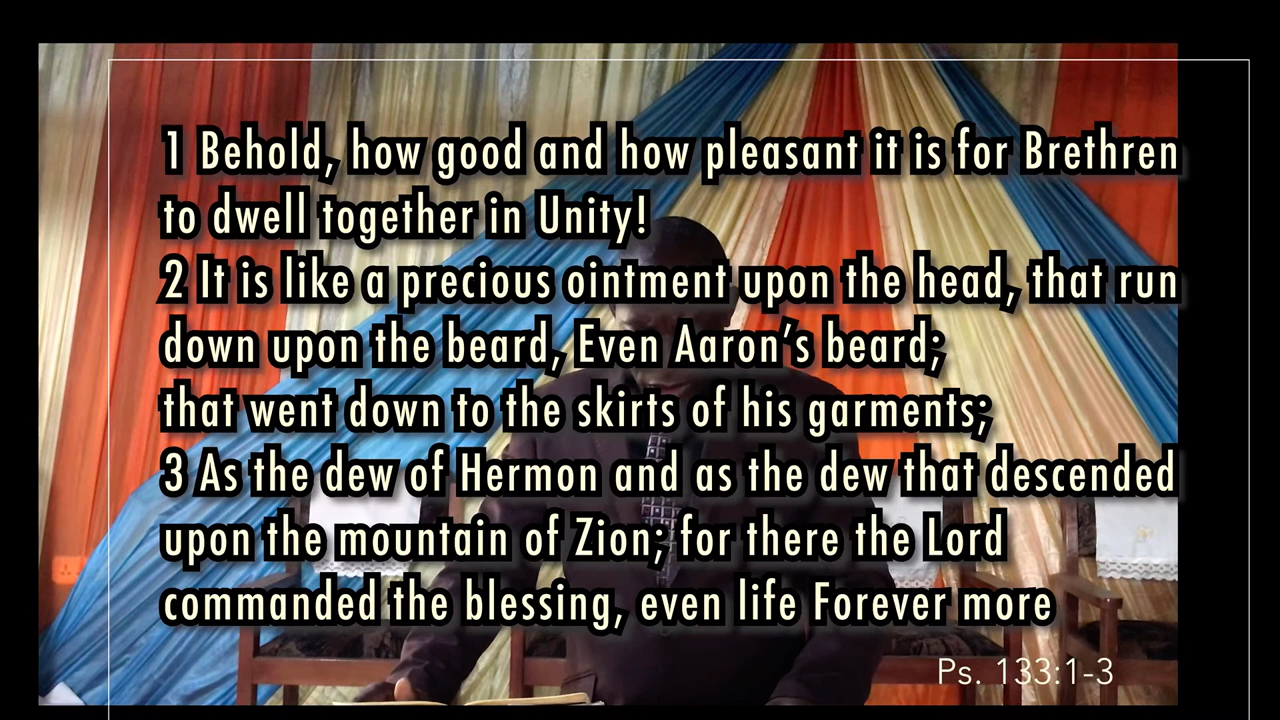 1 Behold, how good and how pleasant it is for Brethren
to dwell together in Unity!
2 It is like a precious ointment upon the head, that run
down upon the beard, Even Aaron’s beard;
that went down to the skirts of his garments;
3 As the dew of Hermon and as the dew that descended
upon the mountain of Zion; for there the Lord
commanded the blessing, even life Forever more
Ps. 133:1-3